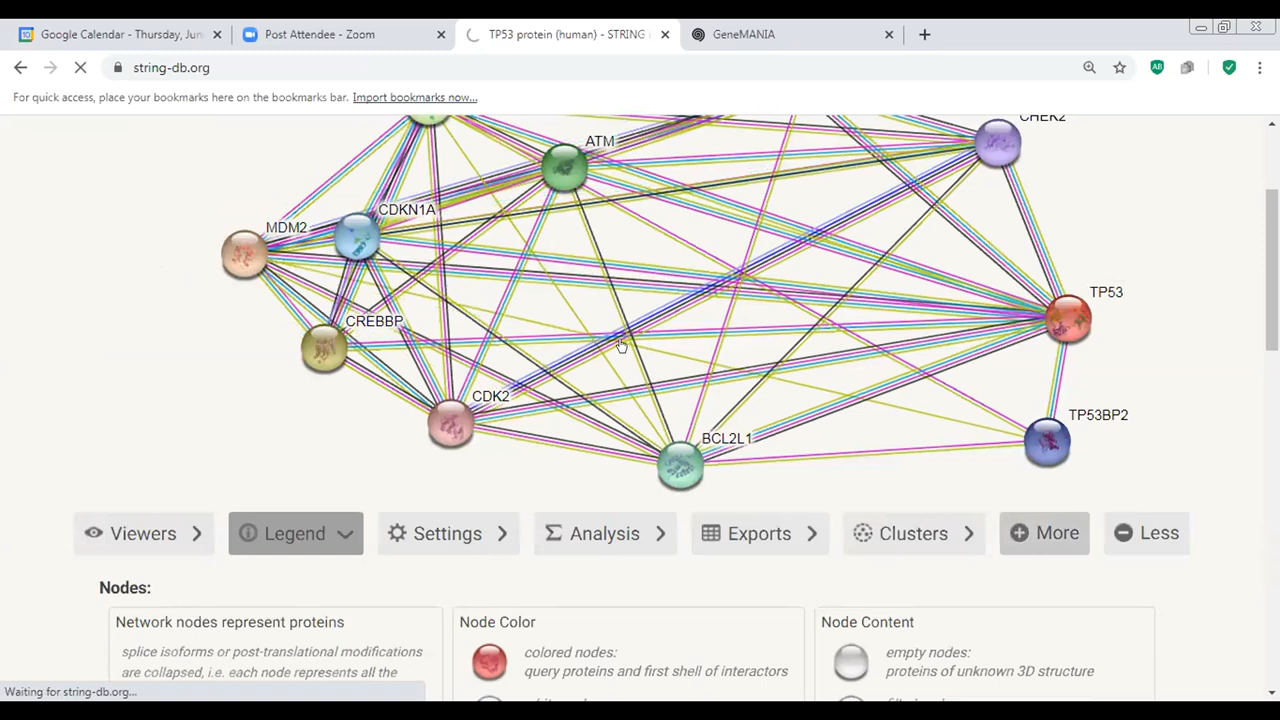 Google Calendar - Thursday, Jun
Post Attendee - Zoom
TP53 protein (human) - STRING
GeneMANIA
string-db.org
For quick access, place your bookmarks here on the bookmarks bar. Import bookmarks now...
CHEK2
ATM
CDKN1A
MDM2
TP53
CREBBP
CDK2
TP53BP2
BCL2L1
Viewers
Legend
Settings
Analysis
Exports
Clusters
More
Less
Nodes:
Network nodes represent proteins
splice isoforms or post-translational modifications
are collapsed, i.e. each node represents all the
Node Color
colored nodes:
query proteins and first shell of interactors
Node Content
empty nodes:
proteins of unknown 3D structure
Waiting for string-db.org...